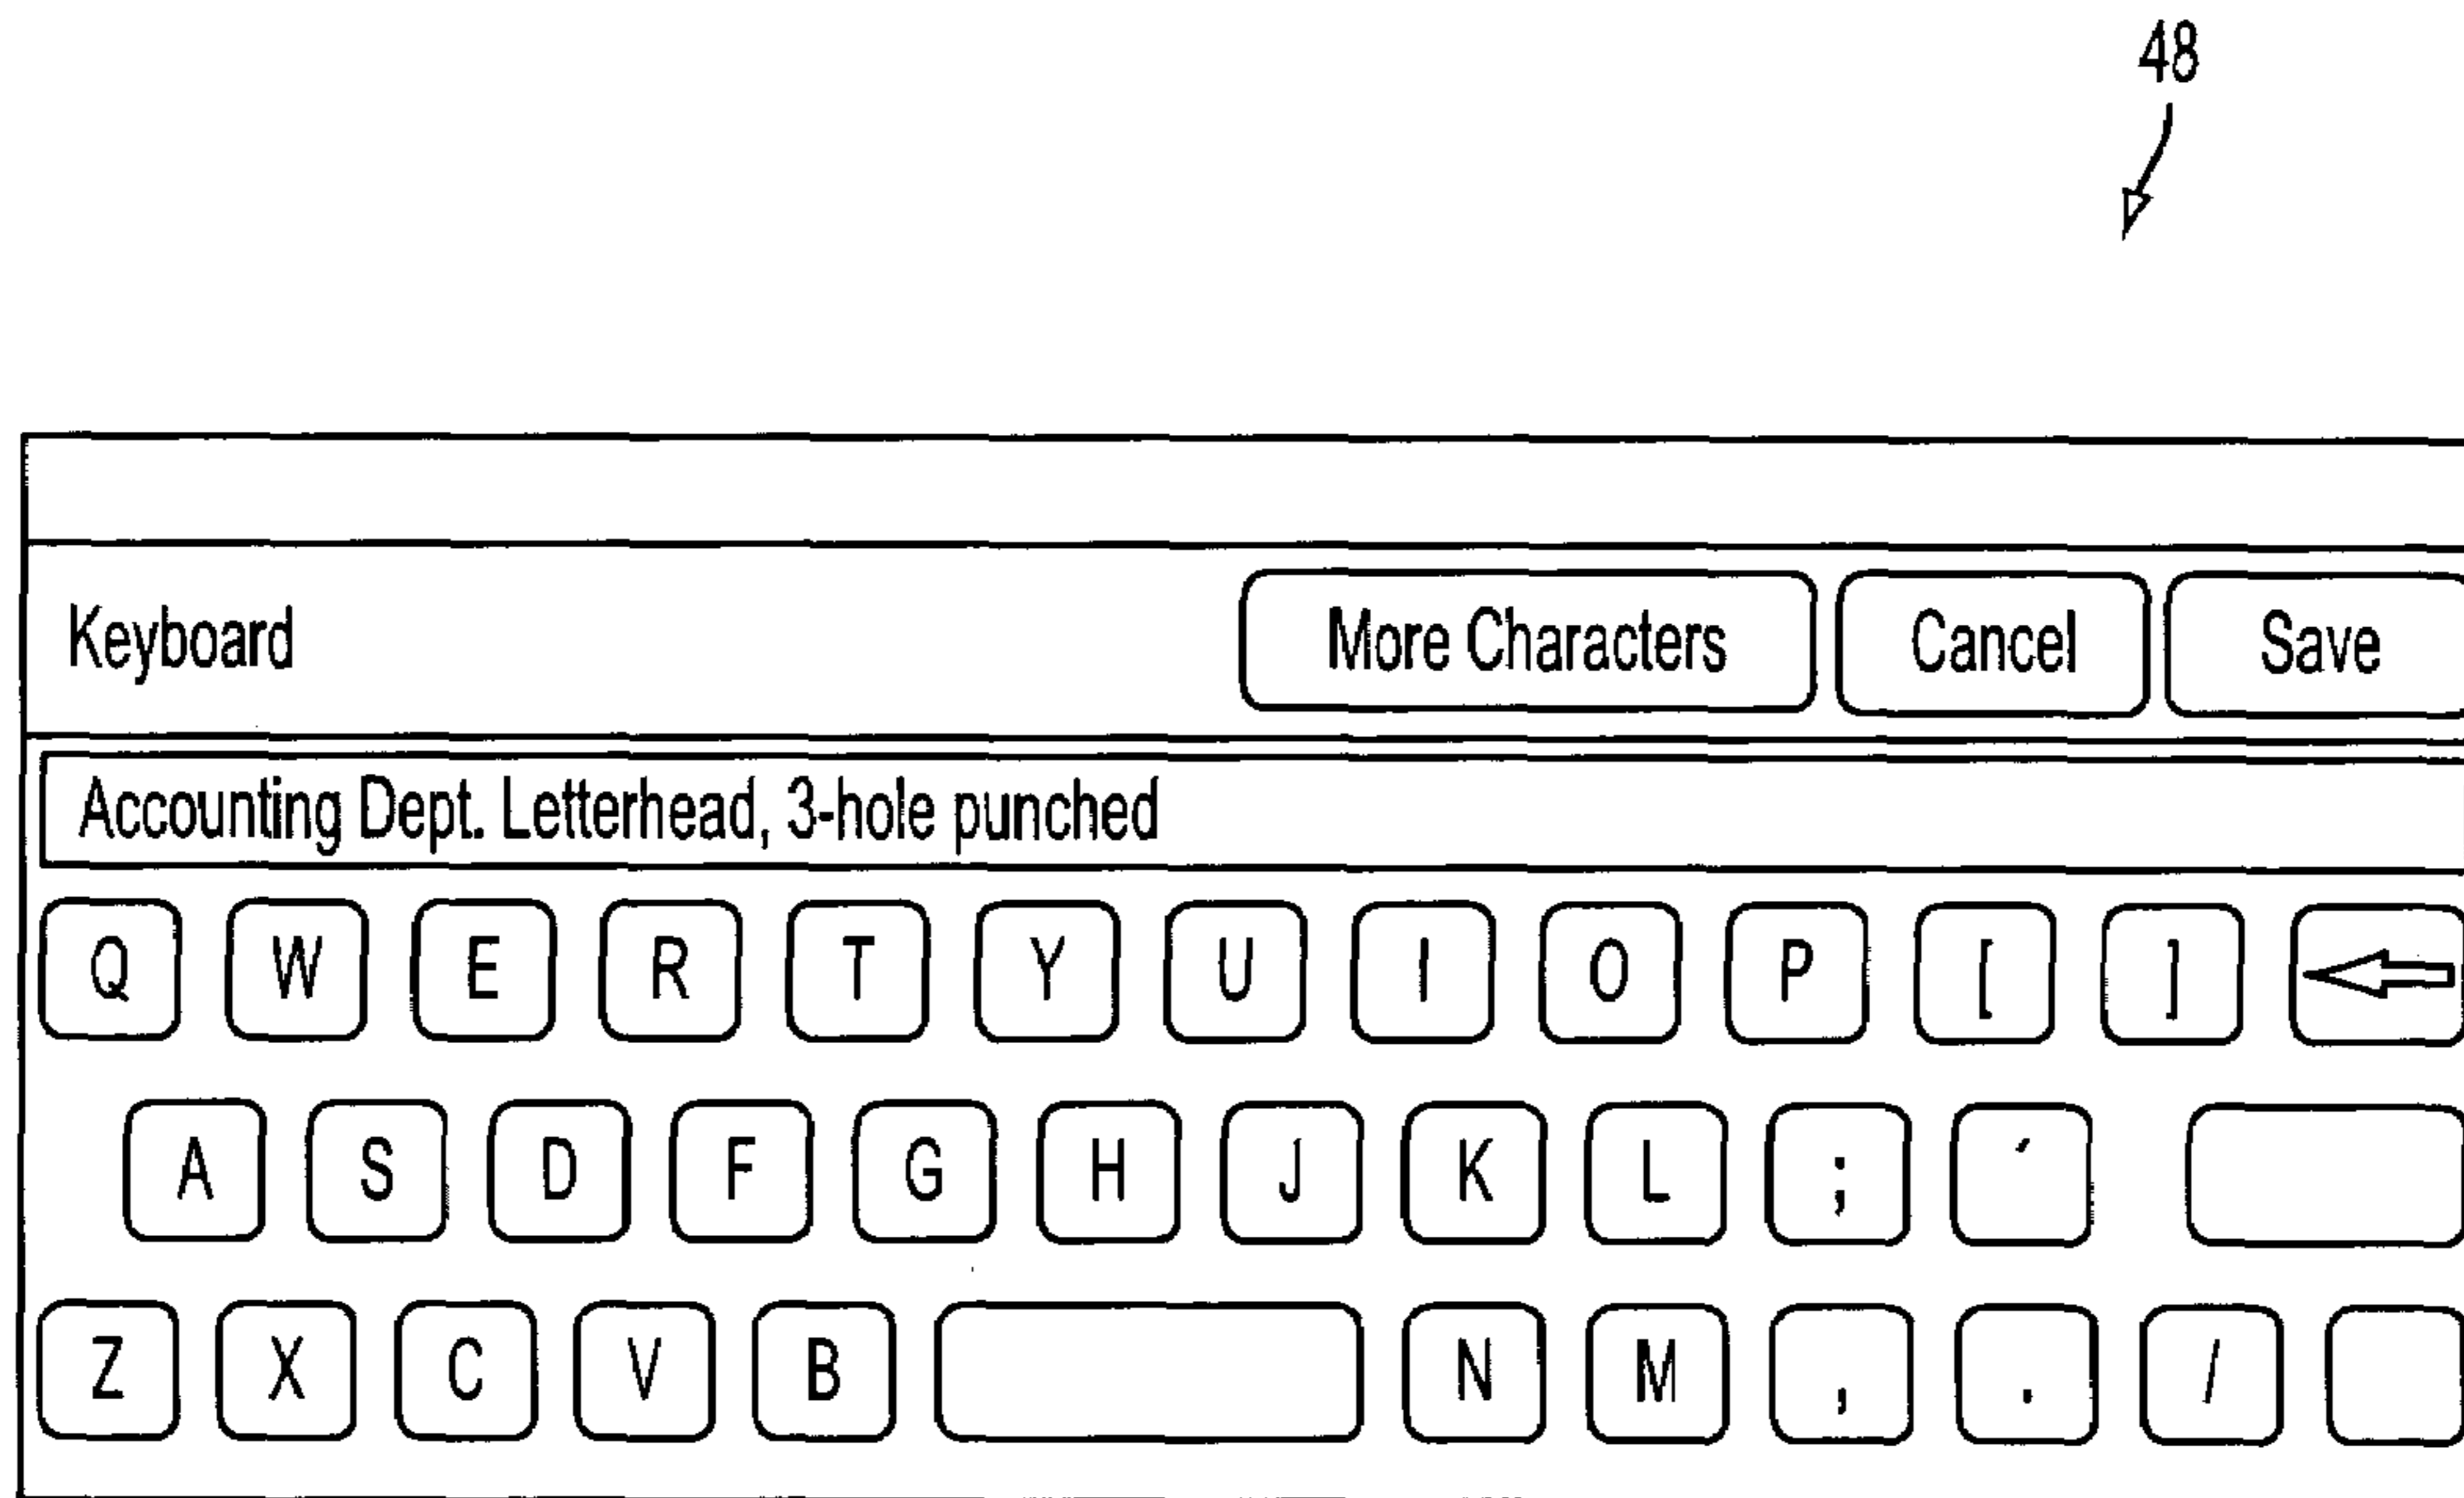 48
Keyboard More Characters Cancel Save
Accounting Dept. Letterhead, 3-hole punched
Q W E R T Y U I O P [ ]
A S D F G H J K L ; ′
Z X C V B N M , . /